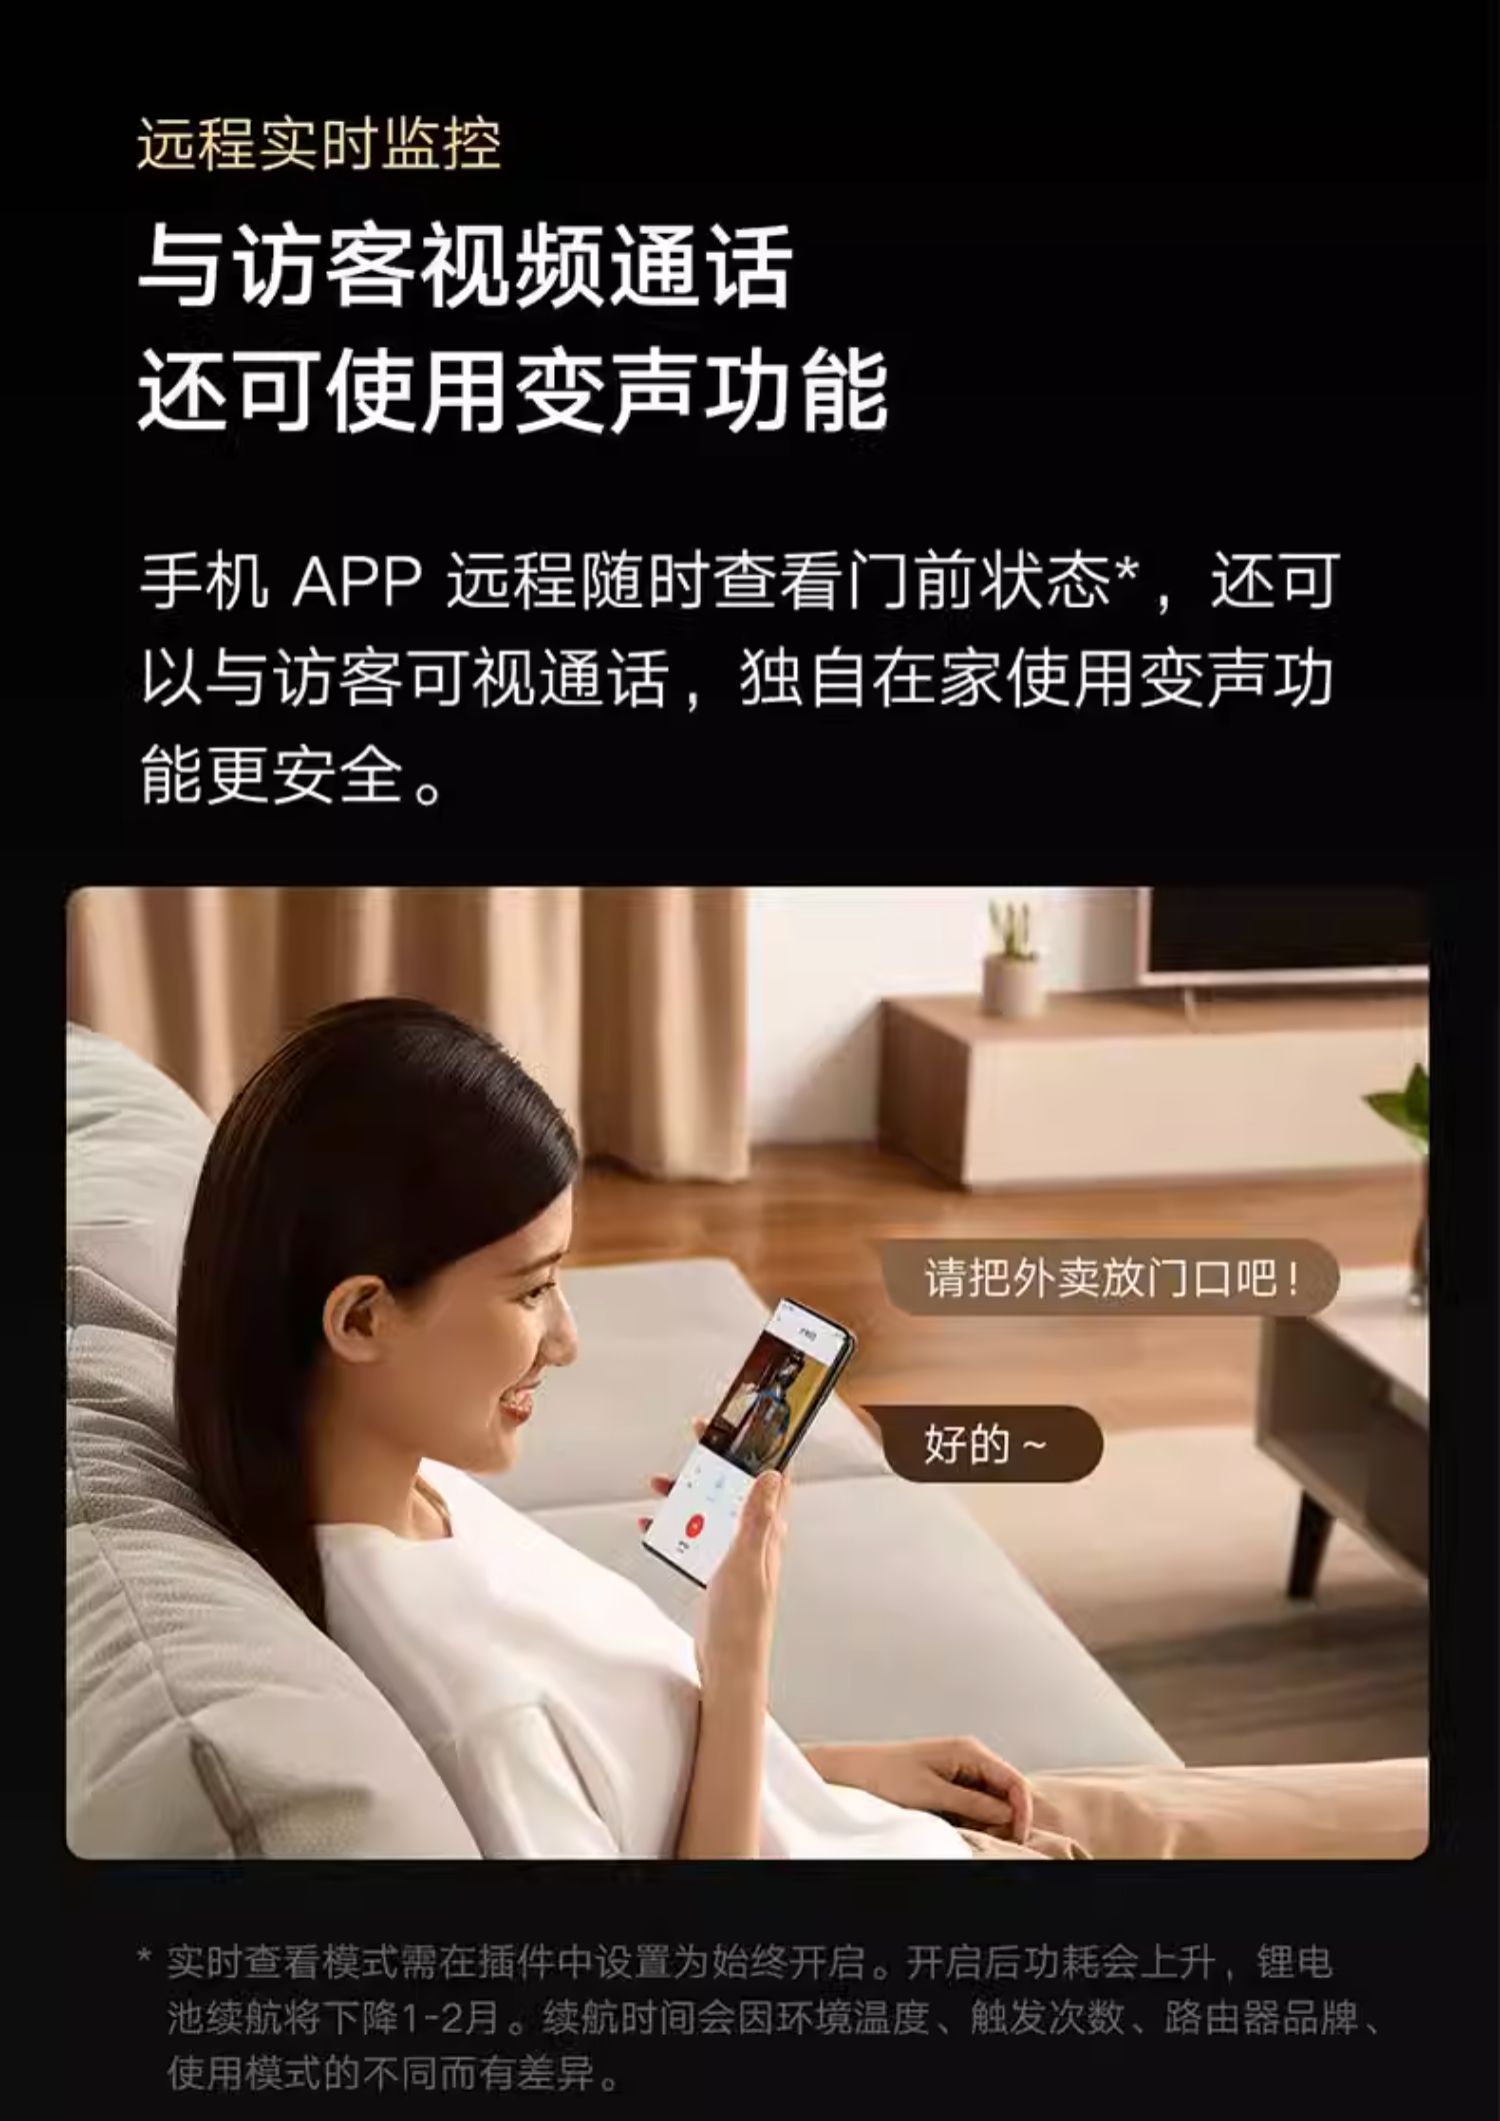 远程实时监控
与访客视频通话
还可使用变声功能
手机 APP 远程随时查看门前状态*，还可
以与访客可视通话，独自在家使用变声功
能更安全。
请把外卖放门口吧！
好的～
* 实时查看模式需在插件中设置为始终开启。开启后功耗会上升，锂电
池续航将下降1-2月。续航时间会因环境温度、触发次数、路由器品牌、
使用模式的不同而有差异。